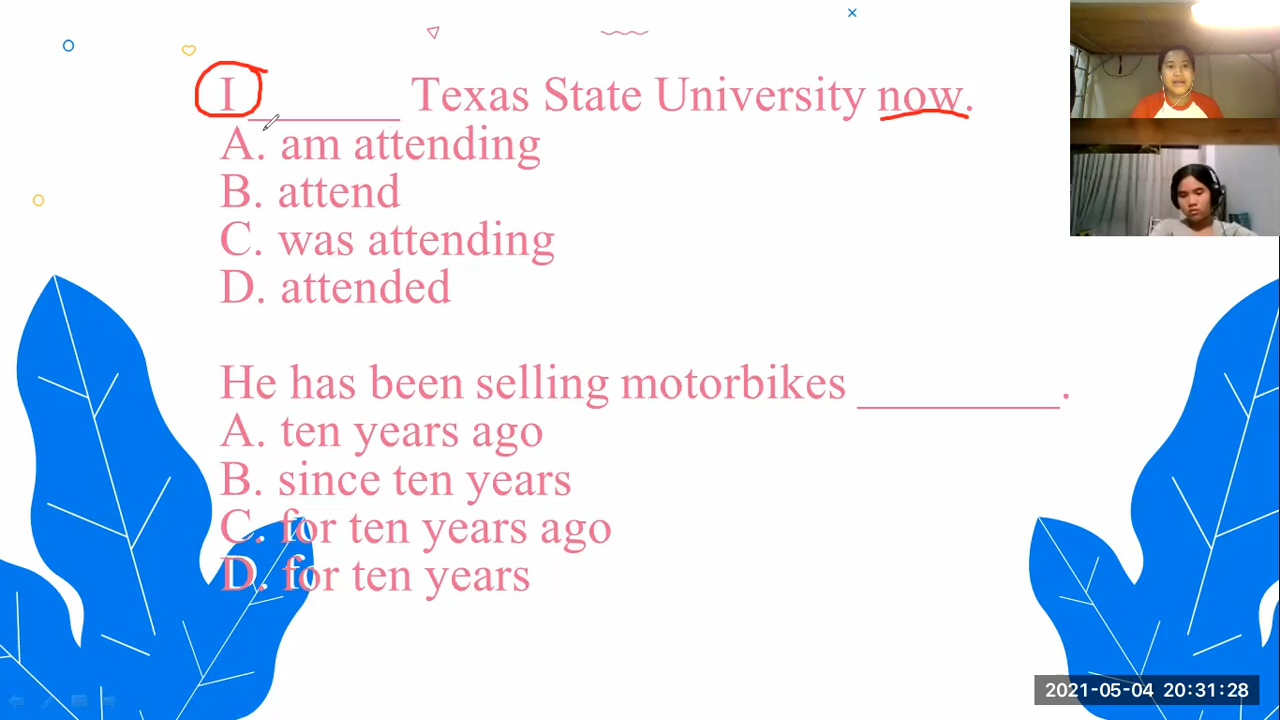 I ______ Texas State University now.
A. am attending
B. attend
C. was attending
D. attended
He has been selling motorbikes ________.
A. ten years ago
B. since ten years
C. for ten years ago
D. for ten years
2021-05-04 20:31:28